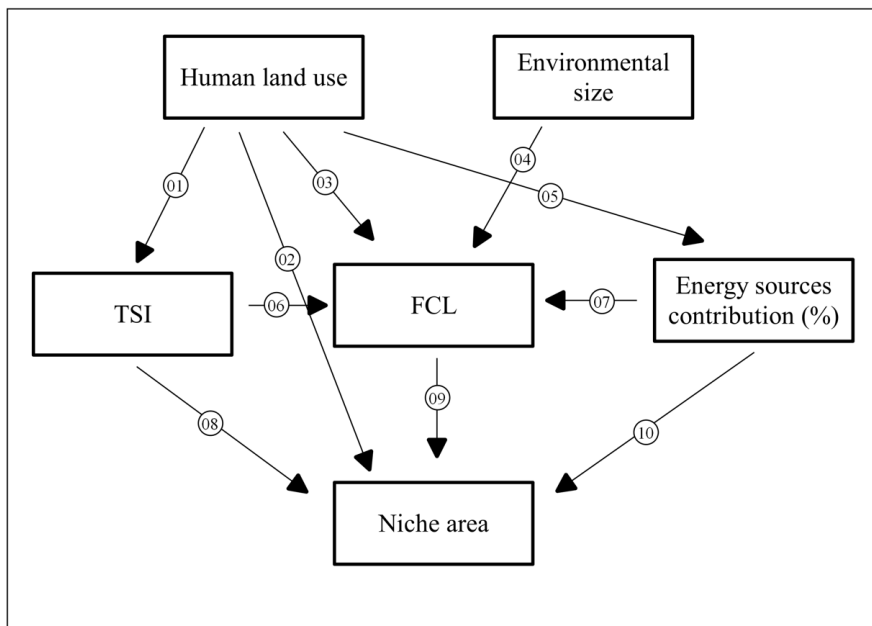 Human land use
Environmental
size
01
02
03
04
05
TSI
06
FCL
07
Energy sources
contribution (%)
08
09
10
Niche area